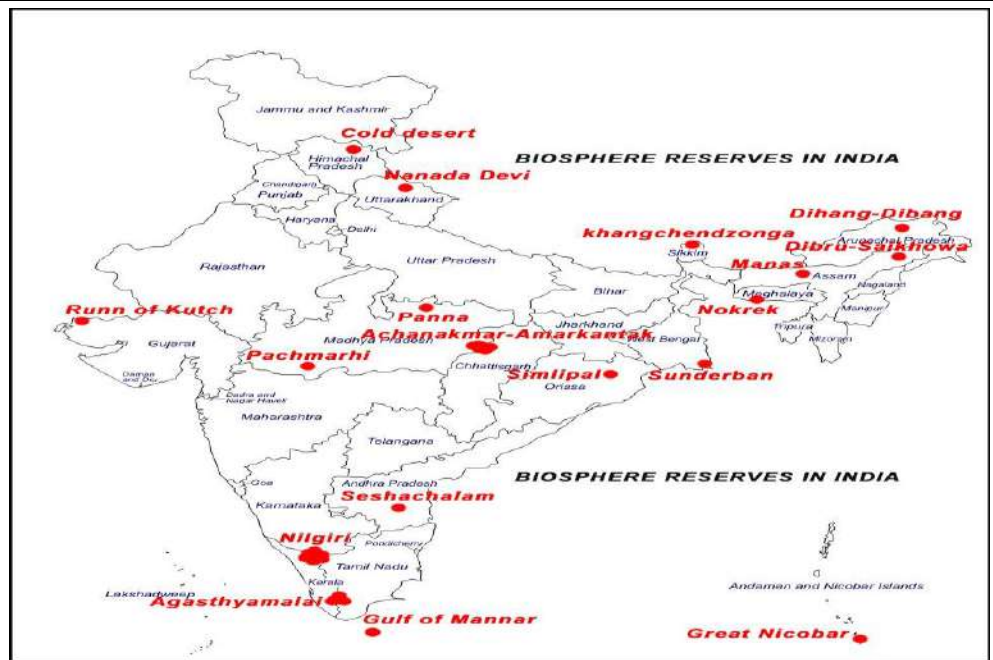 Jammu and Kashmir
Cold desert
Himachal
Pradesh
BIOSPHERE RESERVES IN INDIA
Nanada Devi
Chandigarh
Punjab
Uttarakhand
Haryana
Delhi
Dihang-Dibang
khangchendzonga
Arunachal Pradesh
Dibru-Saikhowa
Sikkim
Uttar Pradesh
Rajasthan
Manas
Assam
Nagaland
Bihar
Meghalaya
Manipur
Runn of Kutch
Panna
Nokrek
Jharkhand
Tripura
Mizoram
Achanakmar-Amarkantak
Madhya Pradesh
West Bengal
Gujarat
Pachmarhi
Chhattisgarh
Simlipal
Sunderban
Daman
and Diu
Orissa
Dadra and
Nagar Haveli
Maharashtra
Telangana
BIOSPHERE RESERVES IN INDIA
Goa
Andhra Pradesh
Seshachalam
Karnataka
Nilgiri
Pondicherry
Tamil Nadu
Kerala
Andaman and Nicobar Islands
Lakshadweep
Agasthyamalai
Gulf of Mannar
Great Nicobar